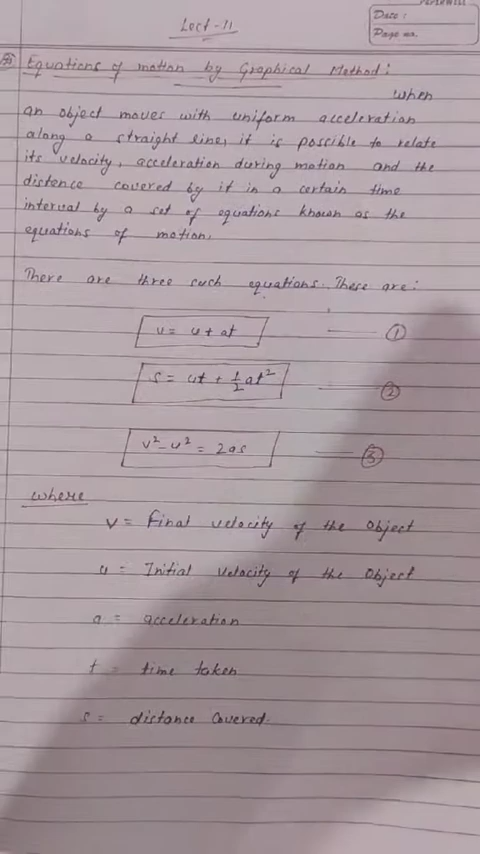 Lect-11
Date :
Page no.
Equations of motion by Graphical Method:
when
an object moves with uniform acceleration
along a straight line, it is possible to relate
its velocity, acceleration during motion and the
distance covered by it in a certain time
interval by a set of equations known as the
equations of motion.
There are three such equations. These are:
v = u + at ①
s = ut + 1/2 at² ②
v² - u² = 2as ③
where
v = Final velocity of the Object
u = Initial velocity of the Object
a = acceleration
t = time taken
s = distance Covered.